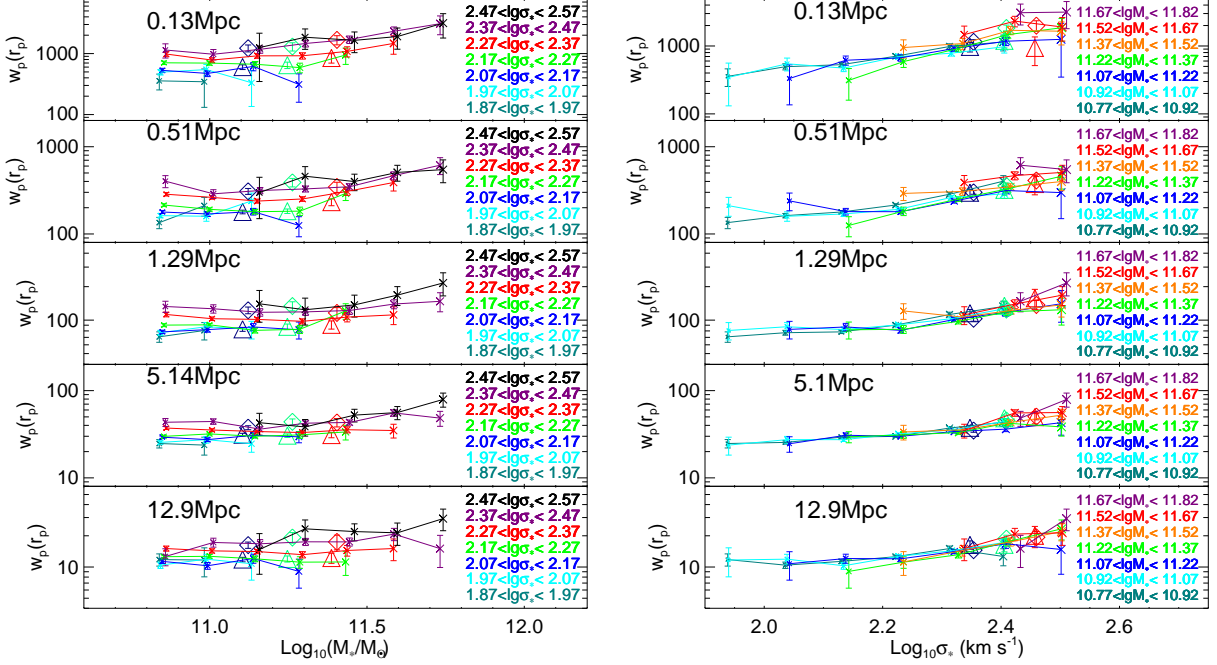 0.13Mpc
2.47<lgσ*< 2.57
2.37<lgσ*< 2.47
2.27<lgσ*< 2.37
2.17<lgσ*< 2.27
2.07<lgσ*< 2.17
1.97<lgσ*< 2.07
1.87<lgσ*< 1.97
1000
100
wp(rp)
0.51Mpc
2.47<lgσ*< 2.57
2.37<lgσ*< 2.47
2.27<lgσ*< 2.37
2.17<lgσ*< 2.27
2.07<lgσ*< 2.17
1.97<lgσ*< 2.07
1.87<lgσ*< 1.97
1000
100
wp(rp)
1.29Mpc
2.47<lgσ*< 2.57
2.37<lgσ*< 2.47
2.27<lgσ*< 2.37
2.17<lgσ*< 2.27
2.07<lgσ*< 2.17
1.97<lgσ*< 2.07
1.87<lgσ*< 1.97
100
wp(rp)
5.14Mpc
2.47<lgσ*< 2.57
2.37<lgσ*< 2.47
2.27<lgσ*< 2.37
2.17<lgσ*< 2.27
2.07<lgσ*< 2.17
1.97<lgσ*< 2.07
1.87<lgσ*< 1.97
100
10
wp(rp)
12.9Mpc
2.47<lgσ*< 2.57
2.37<lgσ*< 2.47
2.27<lgσ*< 2.37
2.17<lgσ*< 2.27
2.07<lgσ*< 2.17
1.97<lgσ*< 2.07
1.87<lgσ*< 1.97
10
wp(rp)
11.0 11.5 12.0
Log10(M*/M⊙)
0.13Mpc
11.67<lgM*< 11.82
11.52<lgM*< 11.67
11.37<lgM*< 11.52
11.22<lgM*< 11.37
11.07<lgM*< 11.22
10.92<lgM*< 11.07
10.77<lgM*< 10.92
1000
100
wp(rp)
0.51Mpc
11.67<lgM*< 11.82
11.52<lgM*< 11.67
11.37<lgM*< 11.52
11.22<lgM*< 11.37
11.07<lgM*< 11.22
10.92<lgM*< 11.07
10.77<lgM*< 10.92
1000
100
wp(rp)
1.29Mpc
11.67<lgM*< 11.82
11.52<lgM*< 11.67
11.37<lgM*< 11.52
11.22<lgM*< 11.37
11.07<lgM*< 11.22
10.92<lgM*< 11.07
10.77<lgM*< 10.92
100
wp(rp)
5.1Mpc
11.67<lgM*< 11.82
11.52<lgM*< 11.67
11.37<lgM*< 11.52
11.22<lgM*< 11.37
11.07<lgM*< 11.22
10.92<lgM*< 11.07
10.77<lgM*< 10.92
100
10
wp(rp)
12.9Mpc
11.67<lgM*< 11.82
11.52<lgM*< 11.67
11.37<lgM*< 11.52
11.22<lgM*< 11.37
11.07<lgM*< 11.22
10.92<lgM*< 11.07
10.77<lgM*< 10.92
10
wp(rp)
2.0 2.2 2.4 2.6
Log10σ* (km s-1)